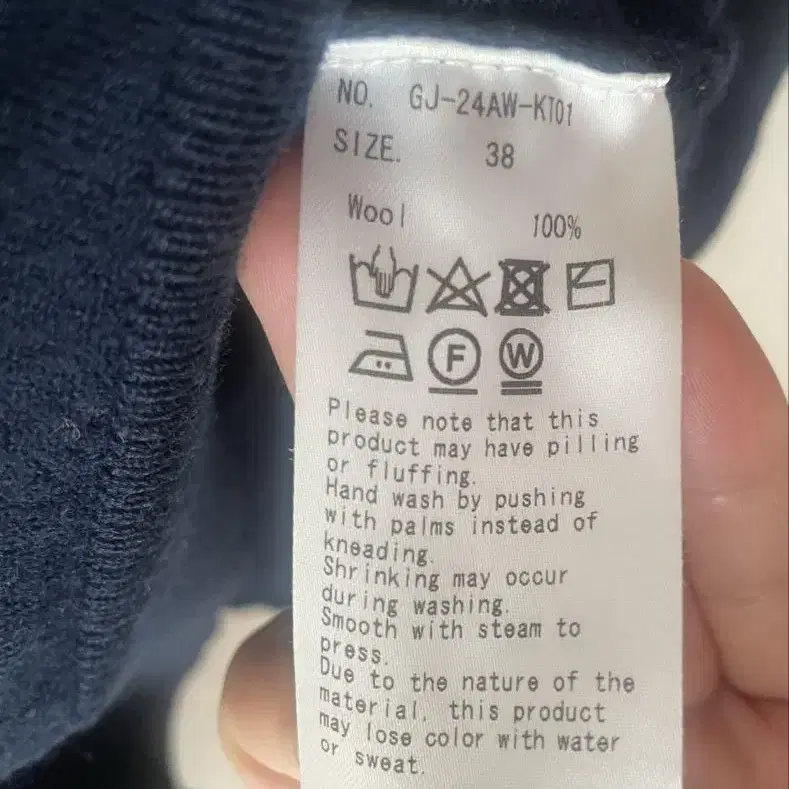 NO. GJ-24AW-KT01
SIZE. 38
Wool 100%
F W
Please note that this
product may have pilling
or fluffing.
Hand wash by pushing
with palms instead of
kneading.
Shrinking may occur
during washing.
Smooth with steam to
press.
Due to the nature of the
material, this product
may lose color with water
or sweat.